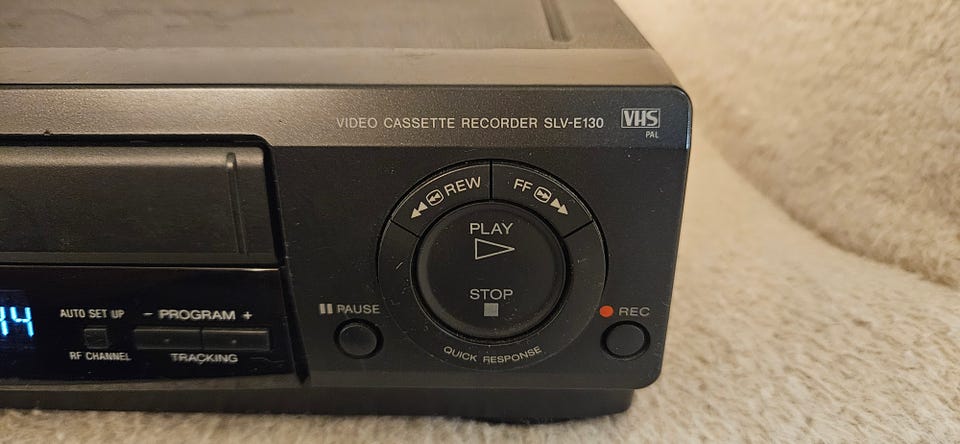 VIDEO CASSETTE RECORDER SLV-E130
VHS
PAL
REW
FF
PLAY
STOP
PAUSE
REC
QUICK RESPONSE
AUTO SET UP
- PROGRAM +
RF CHANNEL
TRACKING